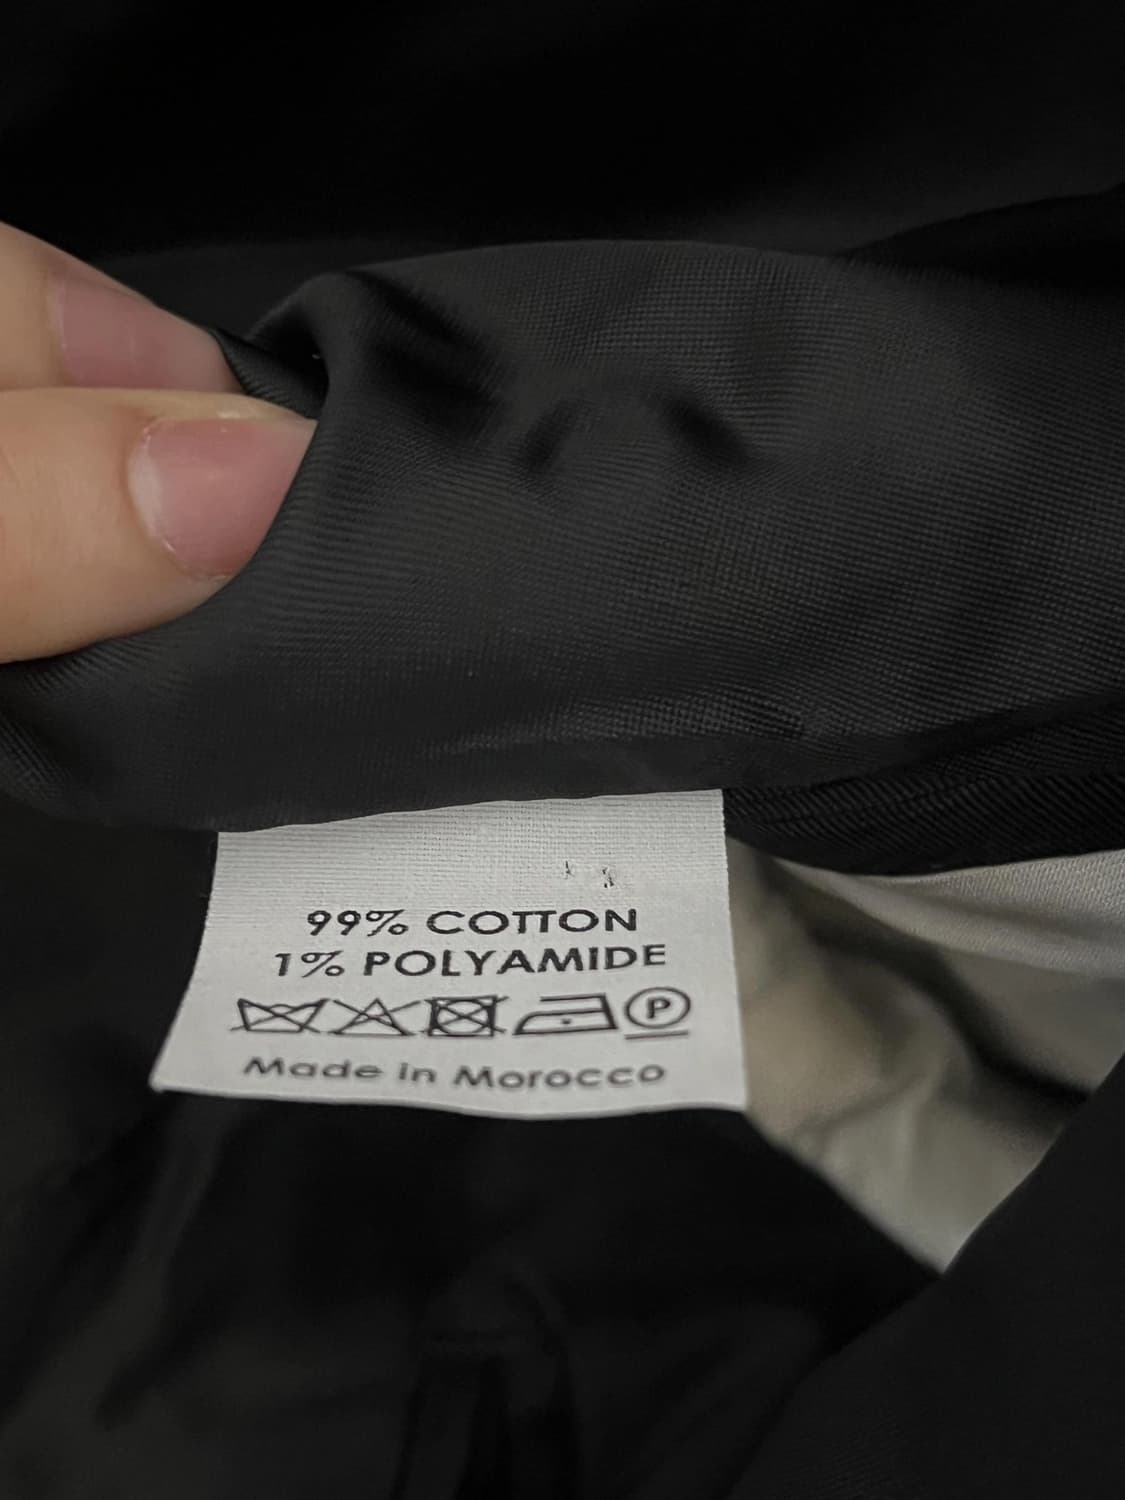 99% COTTON
1% POLYAMIDE
P
Made in Morocco